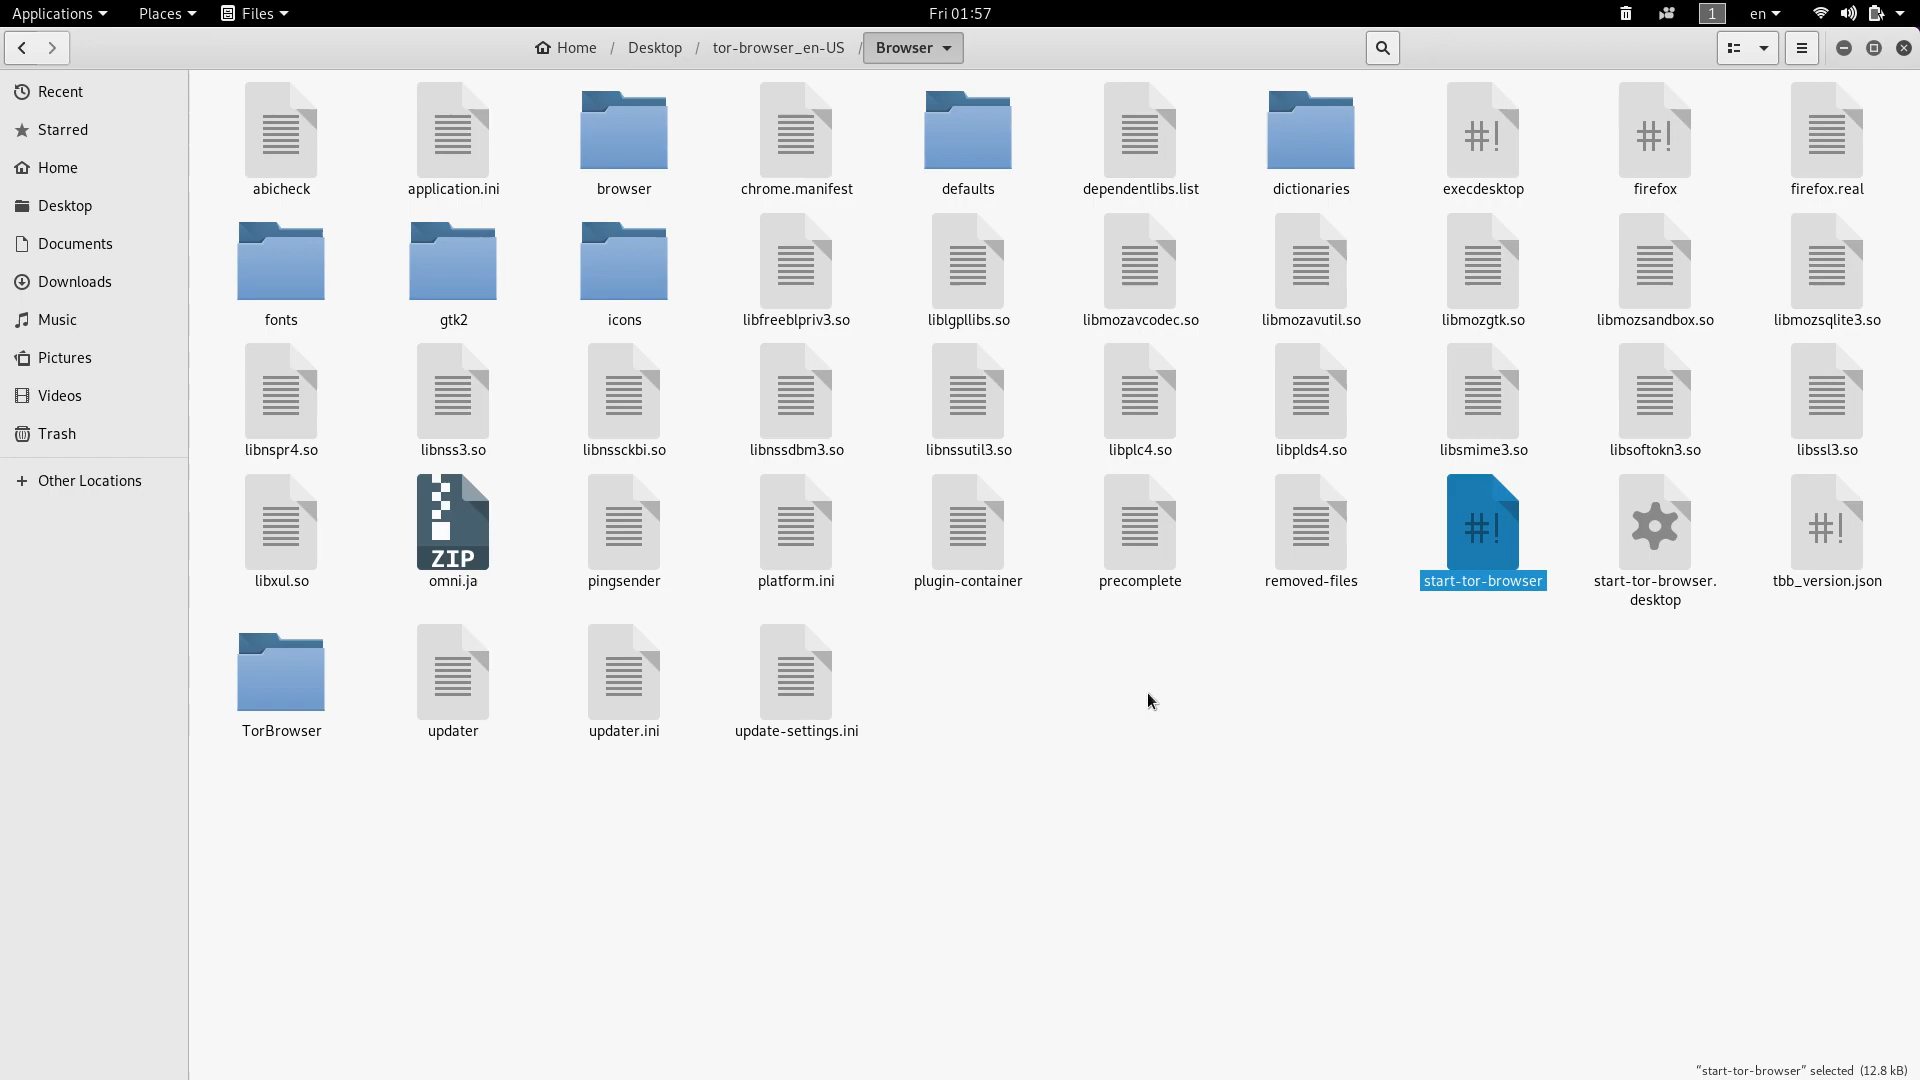 Applications Places Files Fri 01:57 1 en
Home / Desktop / tor-browser_en-US / Browser
Recent
Starred
Home
Desktop
Documents
Downloads
Music
Pictures
Videos
Trash
+ Other Locations
abicheck application.ini browser chrome.manifest defaults dependentlibs.list dictionaries execdesktop firefox firefox.real
#! #!
fonts gtk2 icons libfreeblpriv3.so liblgpllibs.so libmozavcodec.so libmozavutil.so libmozgtk.so libmozsandbox.so libmozsqlite3.so
libnspr4.so libnss3.so libnssckbi.so libnssdbm3.so libnssutil3.so libplc4.so libplds4.so libsmime3.so libsoftokn3.so libssl3.so
ZIP #! #!
libxul.so omni.ja pingsender platform.ini plugin-container precomplete removed-files start-tor-browser start-tor-browser. tbb_version.json
desktop
TorBrowser updater updater.ini update-settings.ini
“start-tor-browser” selected (12.8 kB)